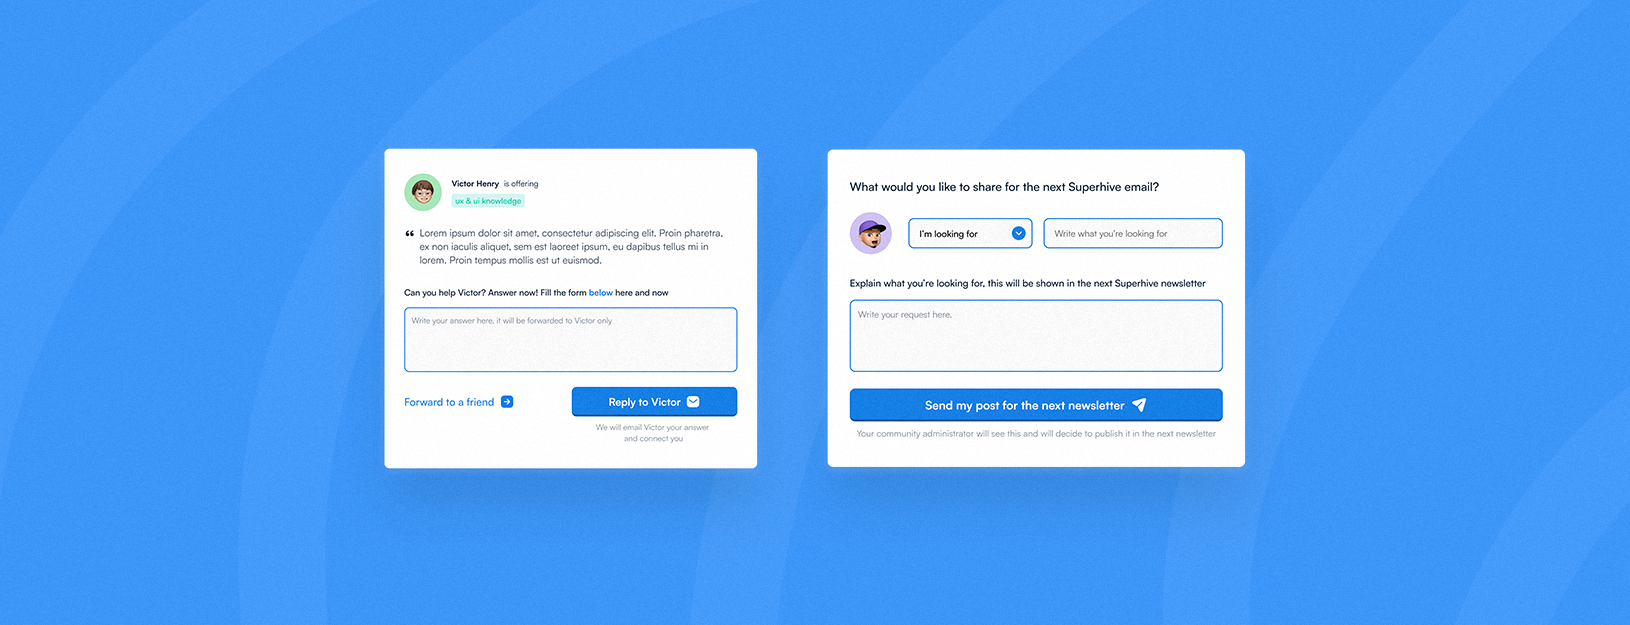 Victor Henry is offering
ux & ui knowledge
“ Lorem ipsum dolor sit amet, consectetur adipiscing elit. Proin pharetra,
ex non iaculis aliquet, sem est laoreet ipsum, eu dapibus tellus mi in
lorem. Proin tempus mollis est ut euismod.
Can you help Victor? Answer now! Fill the form below here and now
Write your answer here, it will be forwarded to Victor only
Forward to a friend
Reply to Victor
We will email Victor your answer
and connect you
What would you like to share for the next Superhive email?
I'm looking for
Write what you're looking for
Explain what you're looking for, this will be shown in the next Superhive newsletter
Write your request here.
Send my post for the next newsletter
Your community administrator will see this and will decide to publish it in the next newsletter